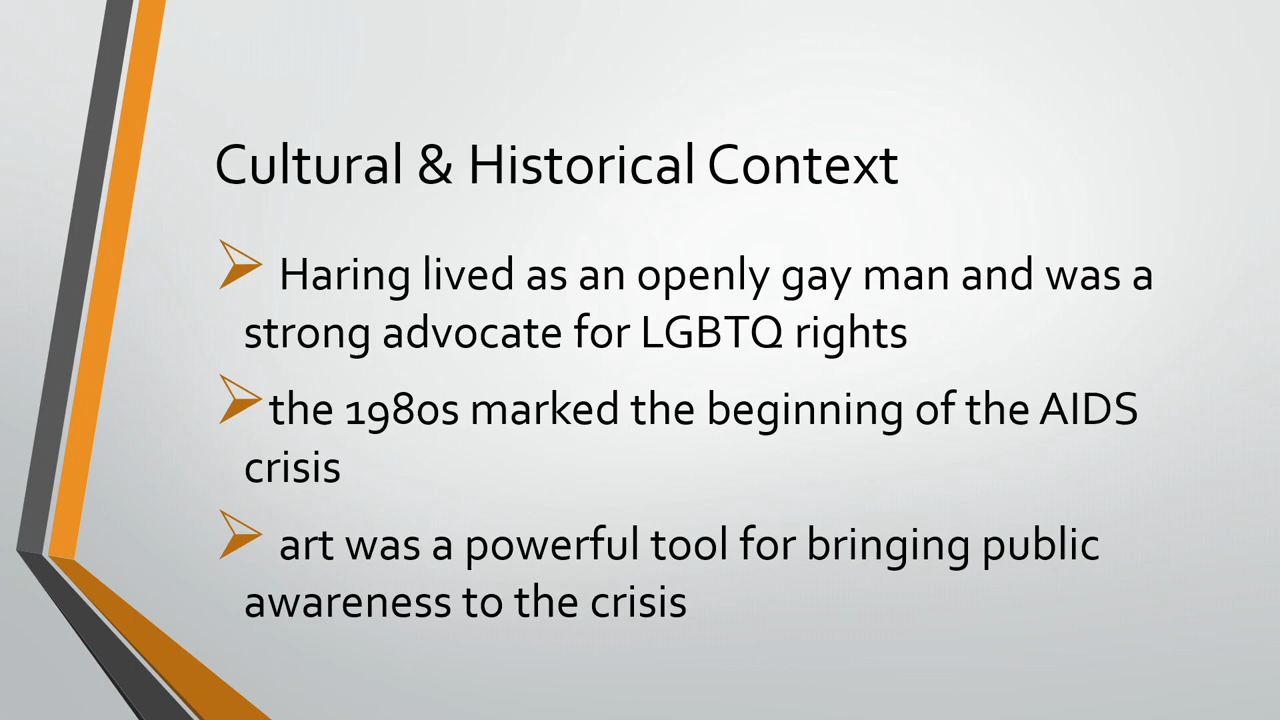 Cultural & Historical Context
Haring lived as an openly gay man and was a
strong advocate for LGBTQ rights
the 1980s marked the beginning of the AIDS
crisis
art was a powerful tool for bringing public
awareness to the crisis